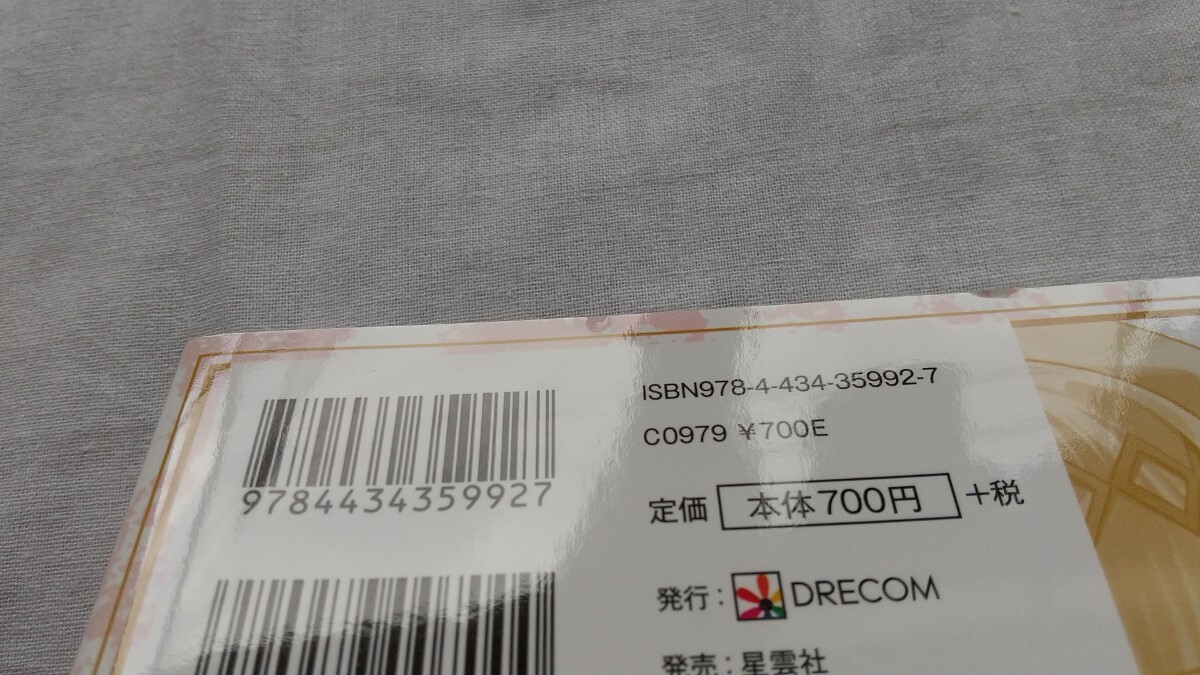 9784434359927
ISBN978-4-434-35992-7
C0979 ¥700E
定価 本体700円 +税
発行： DRECOM
発売：星雲社